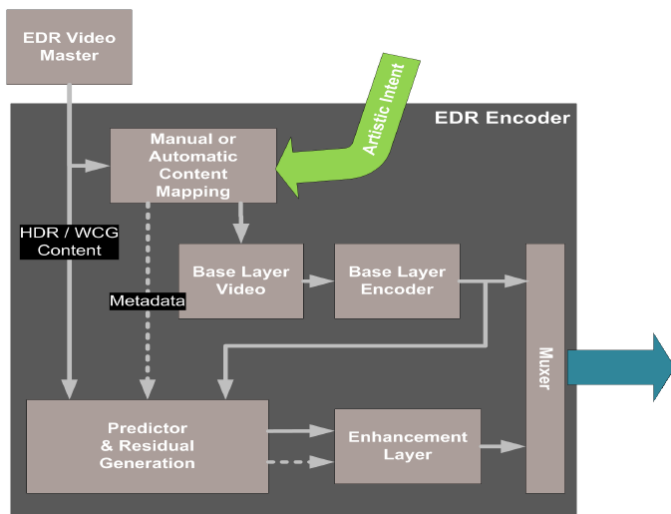 EDR Video
Master
Artistic Intent
EDR Encoder
Manual or
Automatic
Content
Mapping
HDR / WCG
Content
Metadata
Base Layer
Video
Base Layer
Encoder
Muxer
Predictor
& Residual
Generation
Enhancement
Layer